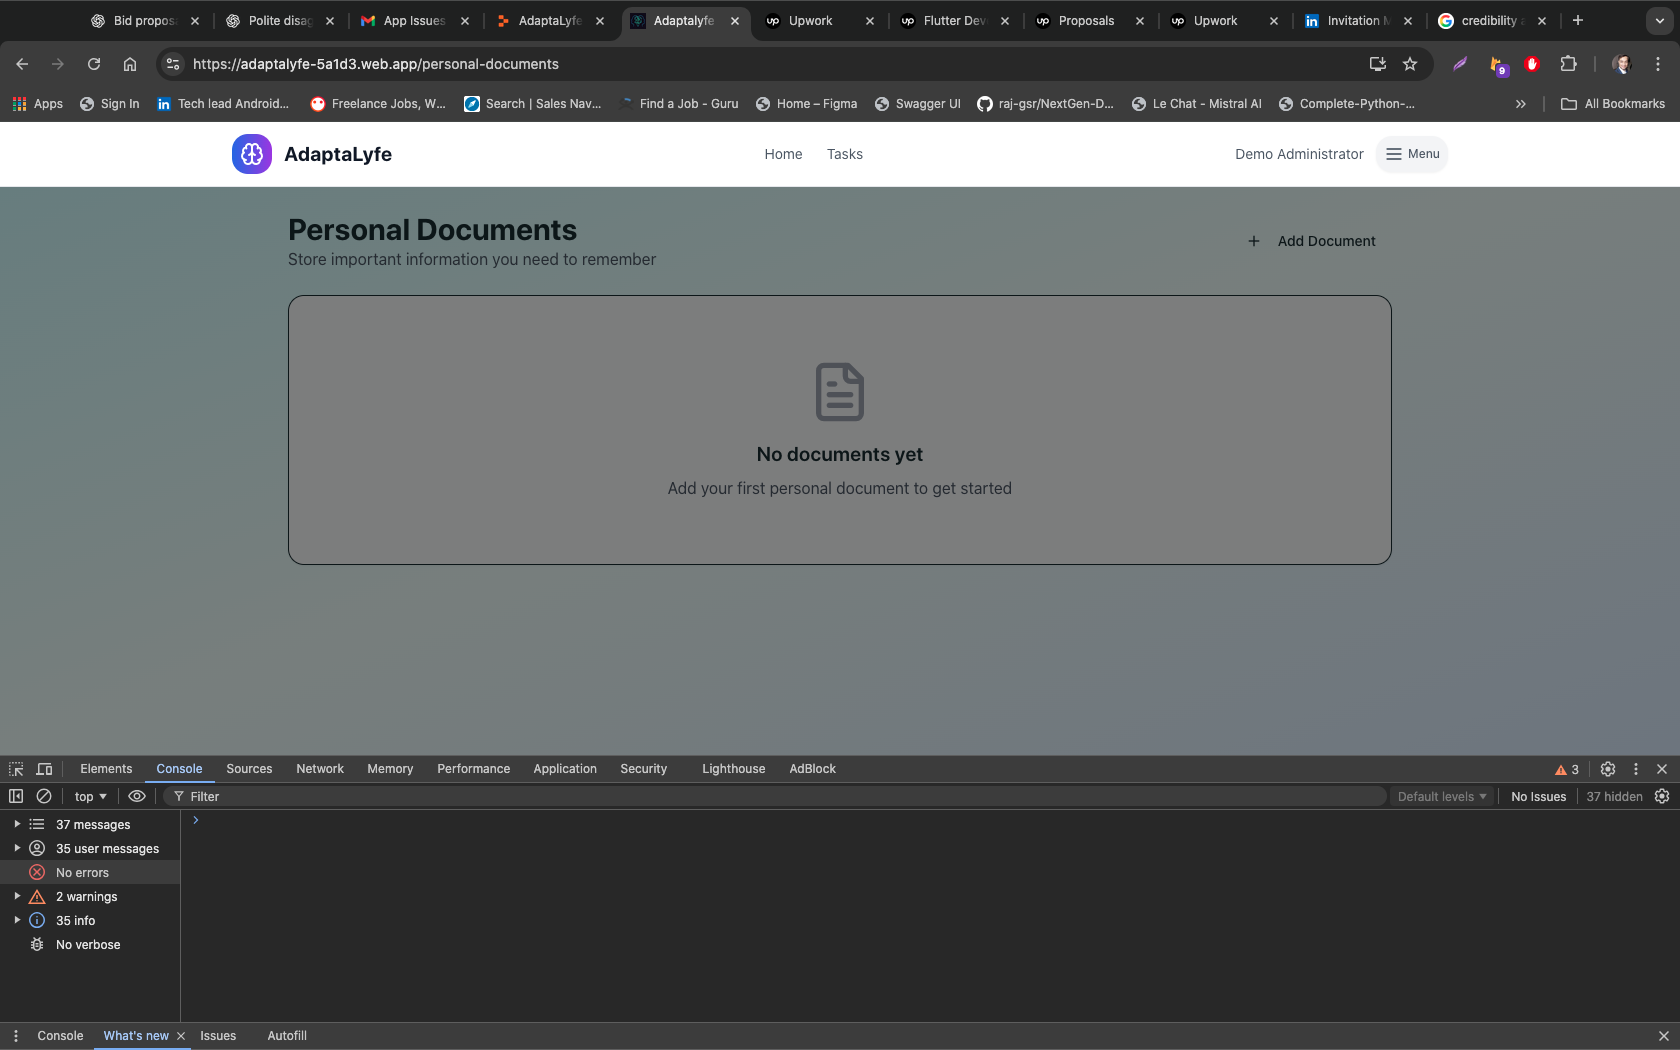 Bid propos
Polite disag
App Issues
AdaptaLyfe
Adaptalyfe
Upwork
Flutter Dev
Proposals
Upwork
Invitation M
credibility a
https://adaptalyfe-5a1d3.web.app/personal-documents
9
Apps
Sign In
Tech lead Android...
Freelance Jobs, W...
Search | Sales Nav...
Find a Job - Guru
Home – Figma
Swagger UI
raj-gsr/NextGen-D...
Le Chat - Mistral AI
Complete-Python-...
All Bookmarks
AdaptaLyfe
Home
Tasks
Demo Administrator
Menu
Personal Documents
Store important information you need to remember
Add Document
No documents yet
Add your first personal document to get started
Elements
Console
Sources
Network
Memory
Performance
Application
Security
Lighthouse
AdBlock
3
top
Filter
Default levels
No Issues
37 hidden
37 messages
35 user messages
No errors
2 warnings
35 info
No verbose
Console
What's new
Issues
Autofill